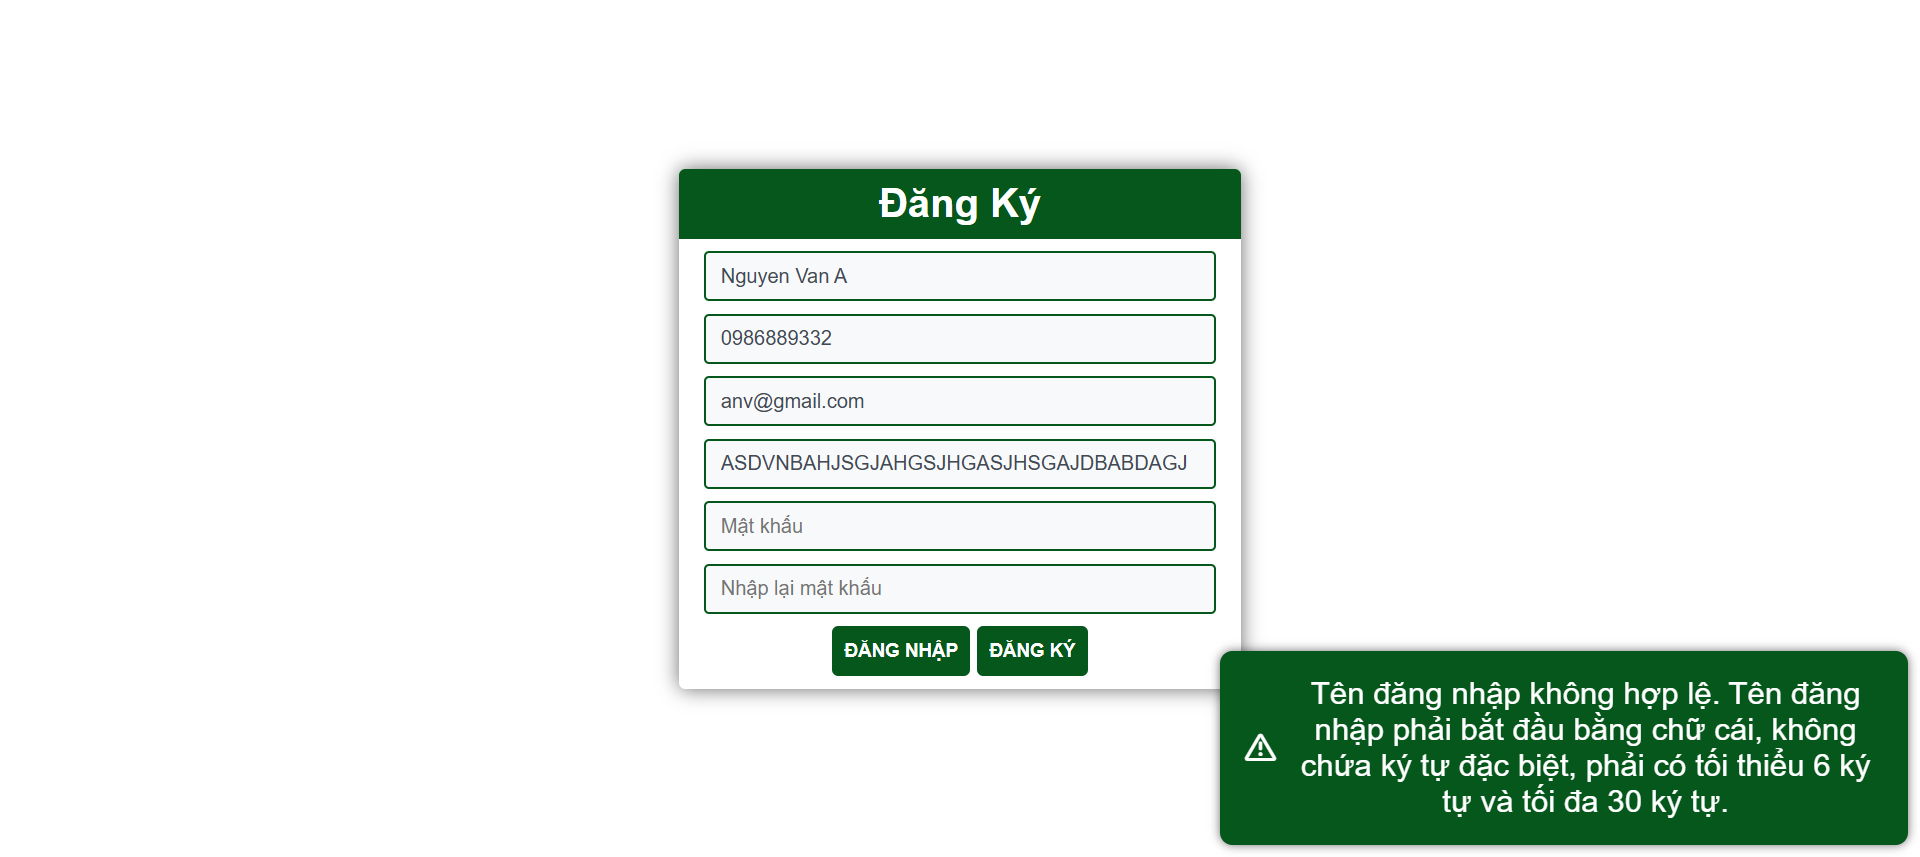 Đăng Ký
Nguyen Van A
0986889332
anv@gmail.com
ASDVNBAHJSGJAHGSJHGASJHSGAJDBABDAGJ
Mật khẩu
Nhập lại mật khẩu
ĐĂNG NHẬP ĐĂNG KÝ
Tên đăng nhập không hợp lệ. Tên đăng
nhập phải bắt đầu bằng chữ cái, không
chứa ký tự đặc biệt, phải có tối thiểu 6 ký
tự và tối đa 30 ký tự.